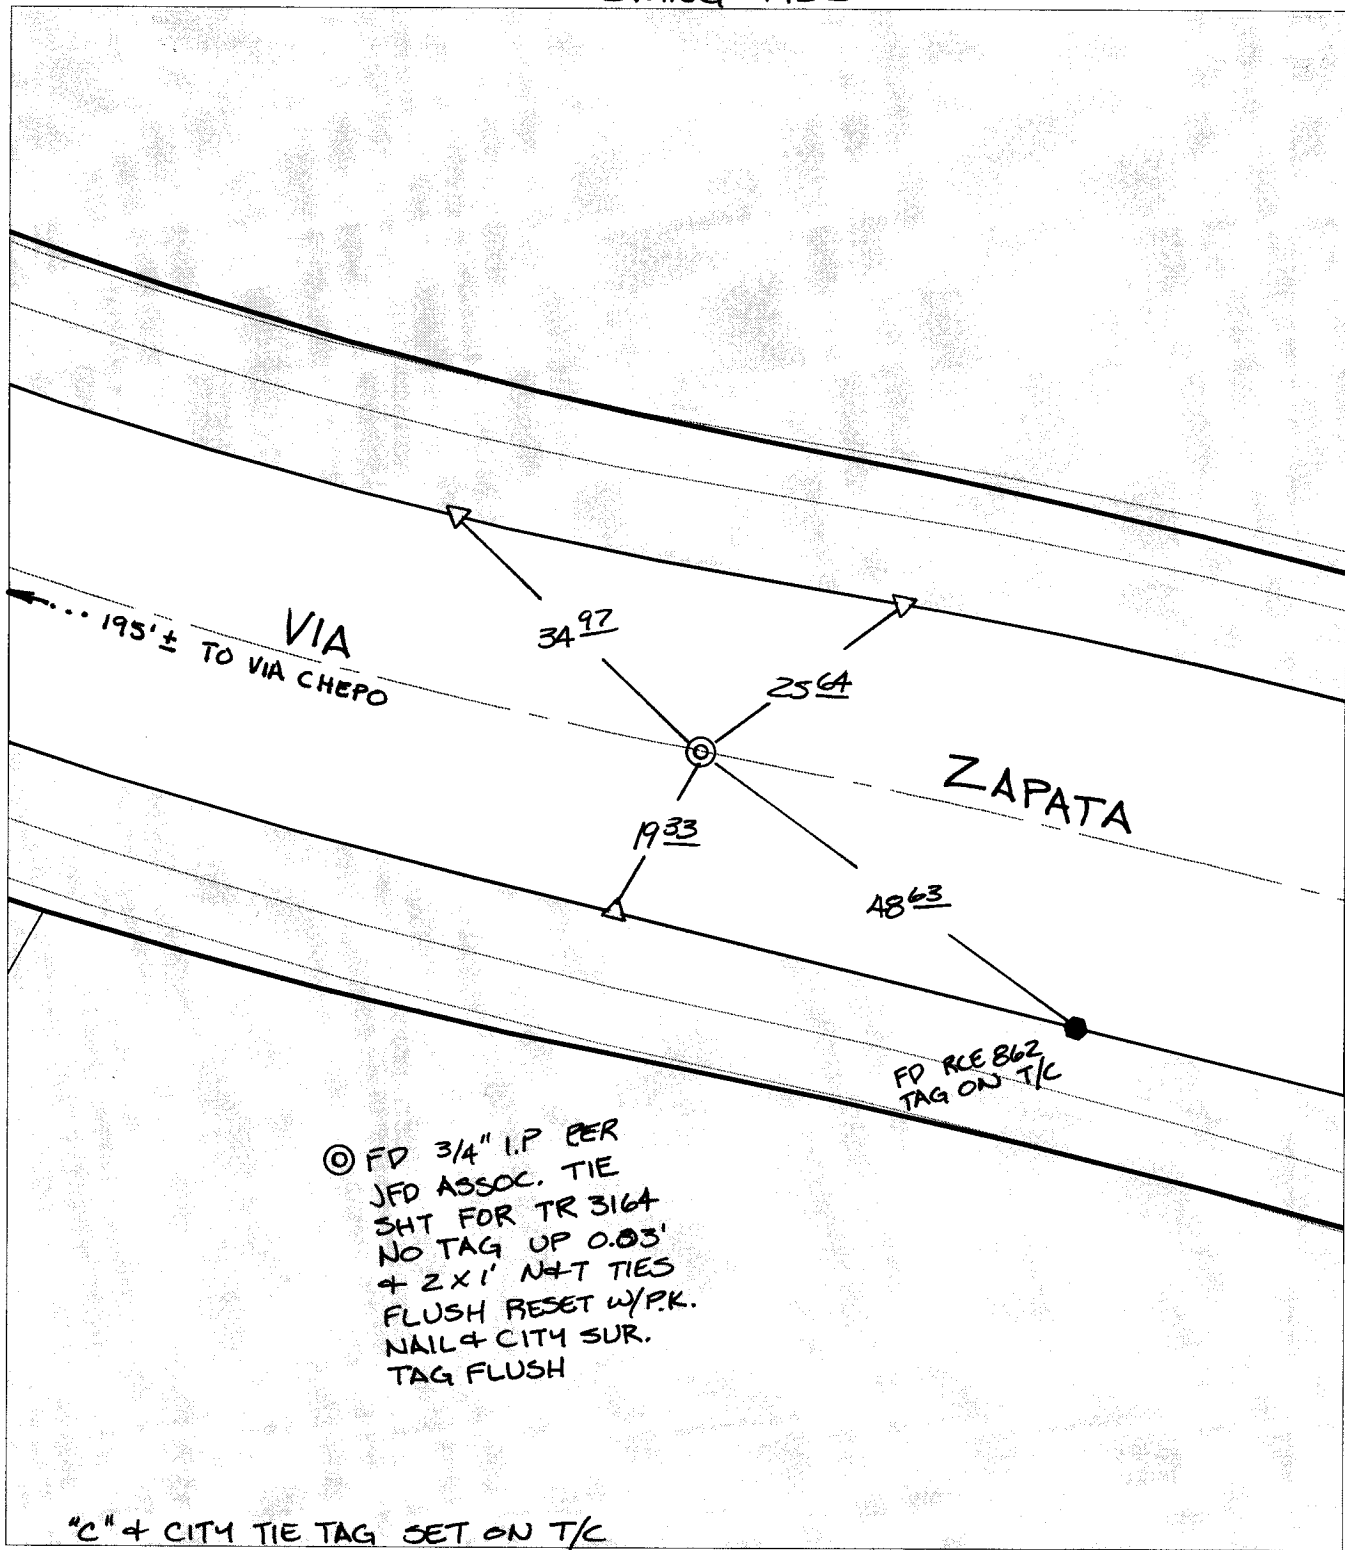 VIA
195'± TO VIA CHEPO
34 97
25 64
ZAPATA
19 33
48 63
FD RCE 862
TAG ON T/C
FD 3/4" I.P PER
JFD ASSOC. TIE
SHT FOR TR 3164
NO TAG UP 0.03'
& 2 X 1' N&T TIES
FLUSH RESET W/P.K.
NAIL & CITY SUR.
TAG FLUSH
"C" & CITY TIE TAG SET ON T/C